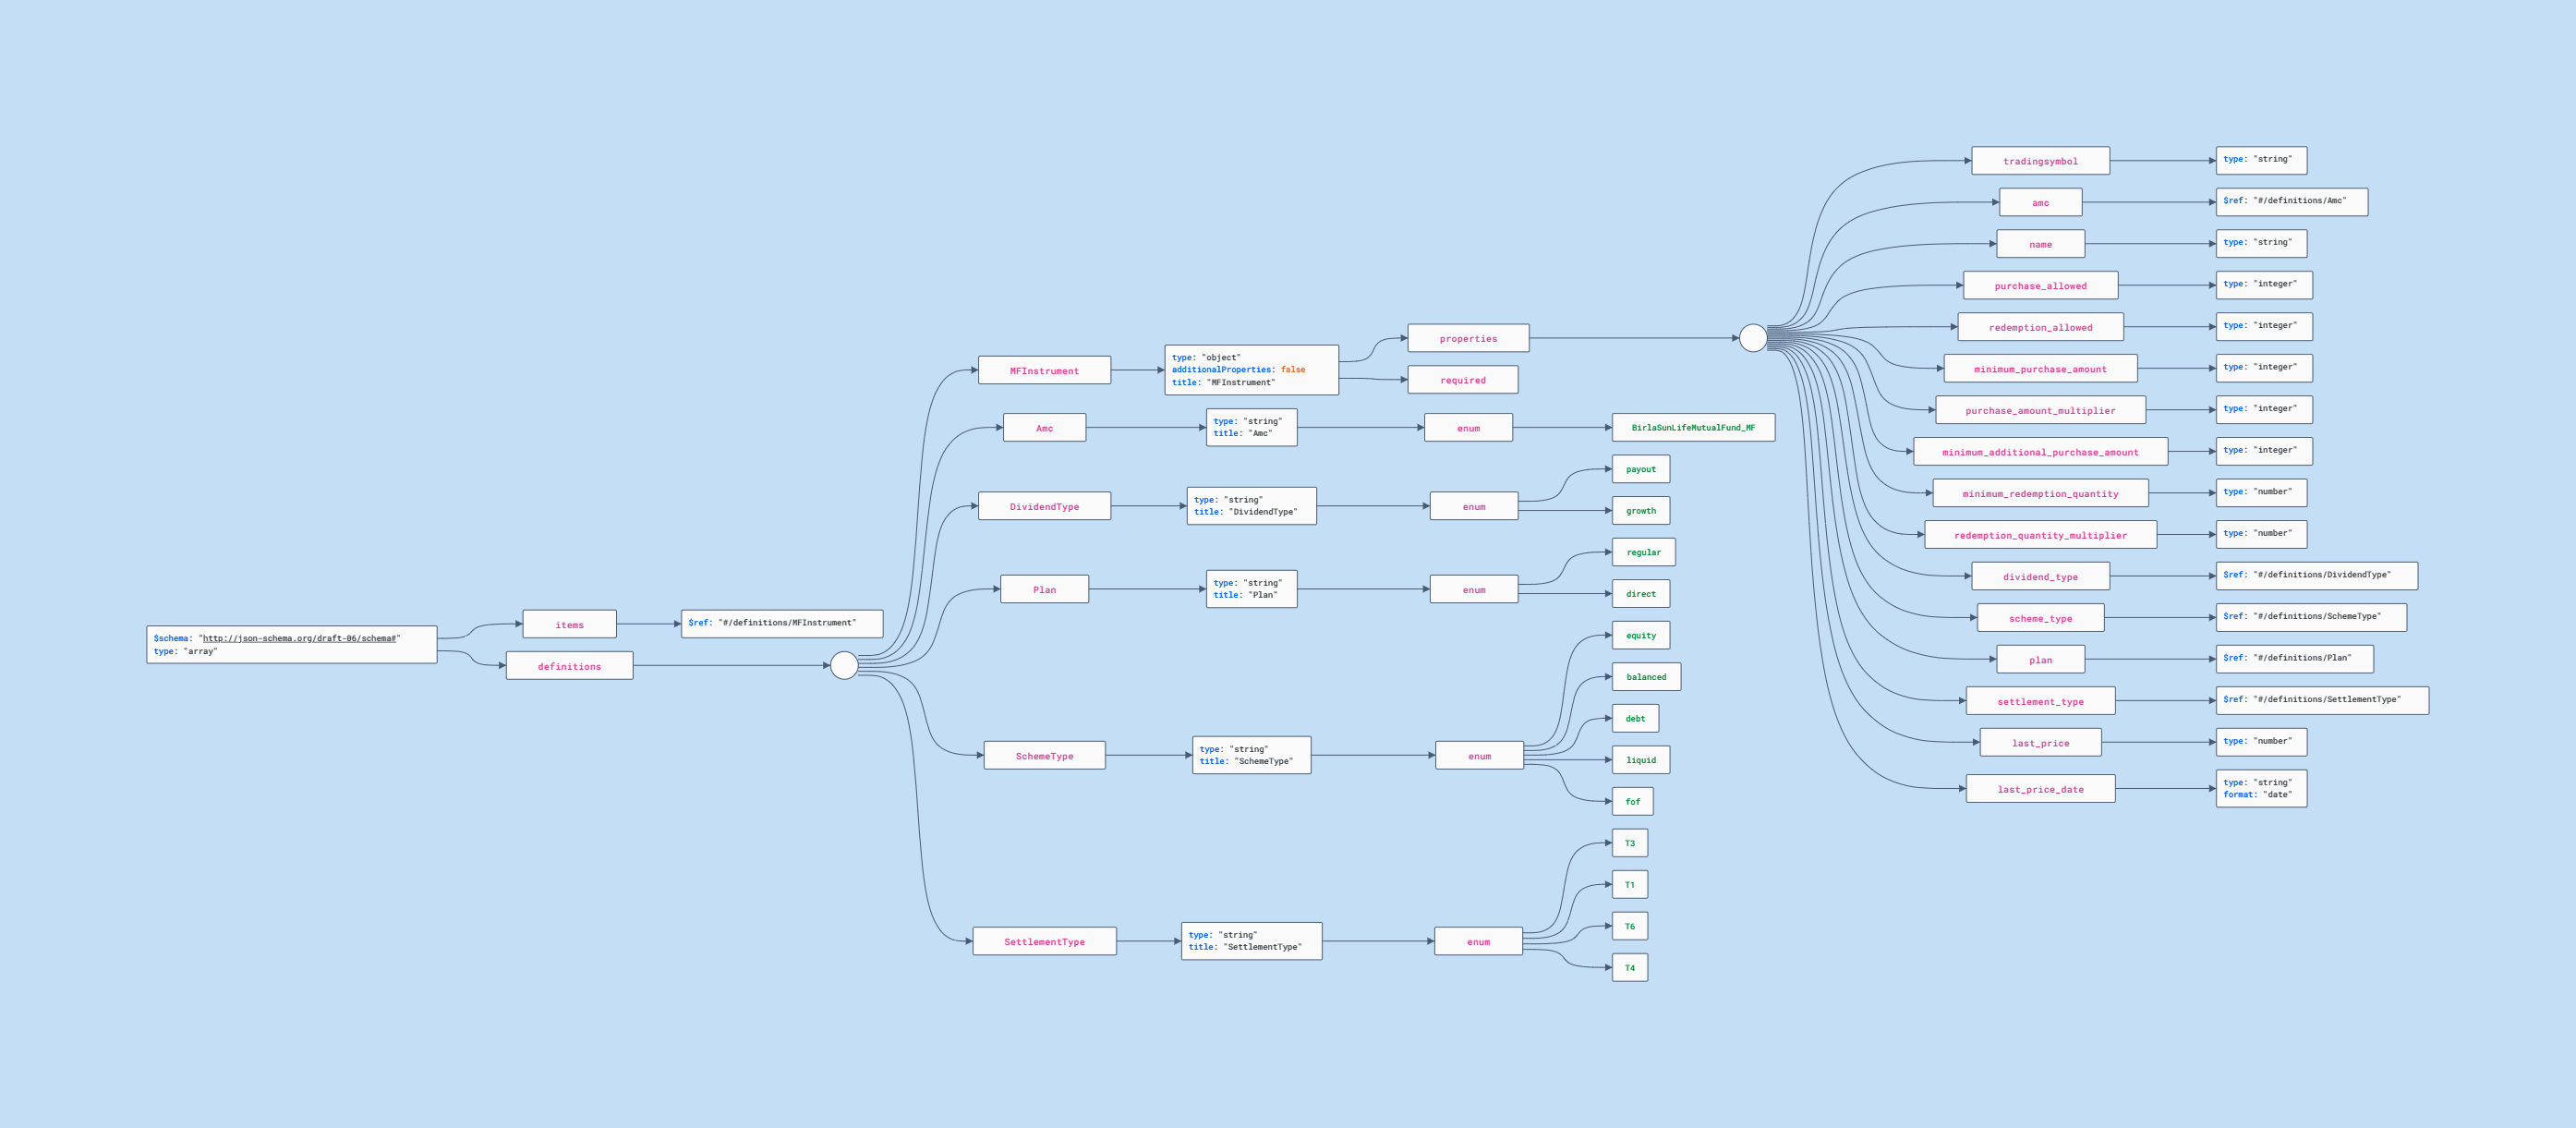 $schema: "http://json-schema.org/draft-06/schema#"
type: "array"
items
$ref: "#/definitions/MFInstrument"
definitions
MFInstrument
type: "object"
additionalProperties: false
title: "MFInstrument"
properties
required
Amc
type: "string"
title: "Amc"
enum
BirlaSunLifeMutualFund_MF
DividendType
type: "string"
title: "DividendType"
enum
payout
growth
Plan
type: "string"
title: "Plan"
enum
regular
direct
SchemeType
type: "string"
title: "SchemeType"
enum
equity
balanced
debt
liquid
fof
SettlementType
type: "string"
title: "SettlementType"
enum
T3
T1
T6
T4
tradingsymbol
type: "string"
amc
$ref: "#/definitions/Amc"
name
type: "string"
purchase_allowed
type: "integer"
redemption_allowed
type: "integer"
minimum_purchase_amount
type: "integer"
purchase_amount_multiplier
type: "integer"
minimum_additional_purchase_amount
type: "integer"
minimum_redemption_quantity
type: "number"
redemption_quantity_multiplier
type: "number"
dividend_type
$ref: "#/definitions/DividendType"
scheme_type
$ref: "#/definitions/SchemeType"
plan
$ref: "#/definitions/Plan"
settlement_type
$ref: "#/definitions/SettlementType"
last_price
type: "number"
last_price_date
type: "string"
format: "date"